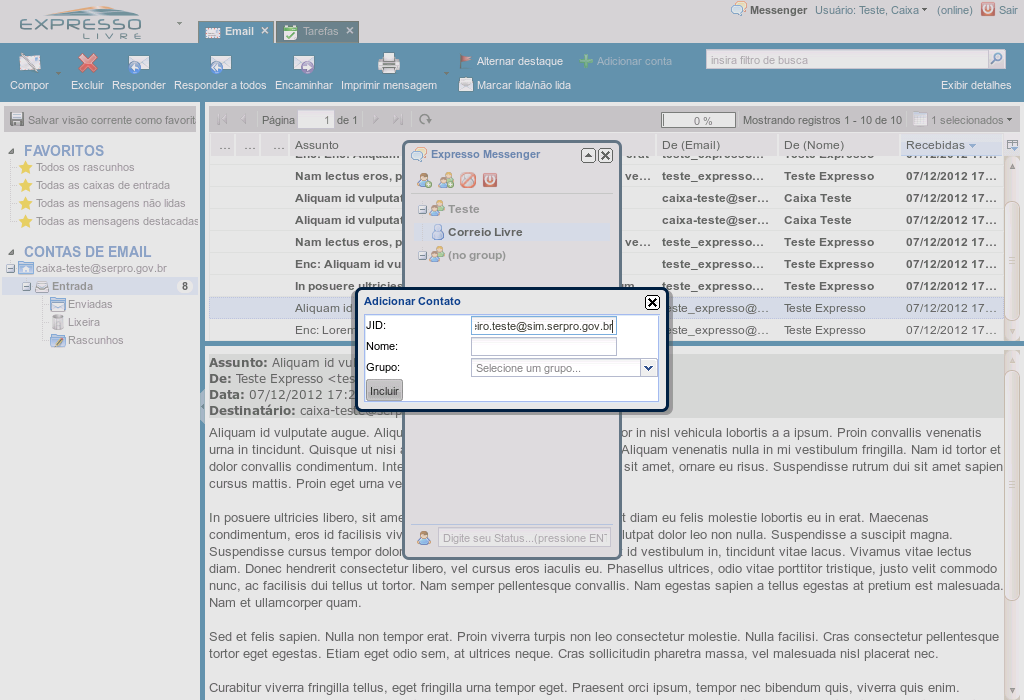 EXPRESSO
LIVRE
Email
Tarefas
Messenger
Usuário: Teste, Caixa
(online)
Sair
Compor
Excluir
Responder
Responder a todos
Encaminhar
Imprimir mensagem
Alternar destaque
Adicionar conta
Marcar lida/não lida
insira filtro de busca
Exibir detalhes
Salvar visão corrente como favorit
FAVORITOS
Todos os rascunhos
Todas as caixas de entrada
Todas as mensagens não lidas
Todas as mensagens destacadas
CONTAS DE EMAIL
caixa-teste@serpro.gov.br
Entrada 8
Enviadas
Lixeira
Rascunhos
Página 1 de 1
0 %
Mostrando registros 1 - 10 de 10
1 selecionados
... ... ... Assunto De (Email) De (Nome) Recebidas
Nam lectus eros, p ve... teste_expresso... Teste Expresso 07/12/2012 17...
Aliquam id vulputat caixa-teste@ser... Caixa Teste 07/12/2012 17...
Aliquam id vulputat caixa-teste@ser... Caixa Teste 07/12/2012 17...
Nam lectus eros, p ve... teste_expresso... Teste Expresso 07/12/2012 17...
Enc: Aliquam id vu teste_expresso... Teste Expresso 07/12/2012 17...
In posuere ultricies um. teste_expresso... Teste Expresso 07/12/2012 17...
Aliquam id vulputat este_expresso@... Teste Expresso 07/12/2012 17...
Enc: Lorem este_expresso@... Teste Expresso 07/12/2012 17...
Expresso Messenger
Teste
Correio Livre
(no group)
Digite seu Status...(pressione EN
Adicionar Contato
JID: iro.teste@sim.serpro.gov.br
Nome:
Grupo: Selecione um grupo...
Incluir
Assunto: Aliquam id vul
De: Teste Expresso <tes
Data: 07/12/2012 17:2
Destinatário: caixa-teste@serp
Aliquam id vulputate augue. Aliqu or in nisl vehicula lobortis a a ipsum. Proin convallis venenatis
urna in tincidunt. Quisque ut nisi a Aliquam venenatis nulla in mi vestibulum fringilla. Nam id tortor et
dolor convallis condimentum. Inte sit amet, ornare eu risus. Suspendisse rutrum dui sit amet sapien
cursus mattis. Proin eget urna ve
In posuere ultricies libero, sit ame t diam eu felis molestie lobortis eu in erat. Maecenas
condimentum, eros id facilisis viv lutpat dolor leo non nulla. Suspendisse a suscipit magna.
Suspendisse cursus tempor dolor id vestibulum in, tincidunt vitae lacus. Vivamus vitae lectus
diam. Donec hendrerit consectetur libero, vel cursus eros iaculis eu. Phasellus ultrices, odio vitae porttitor tristique, justo velit commodo
nunc, ac facilisis dui tellus ut tortor. Nam semper pellentesque convallis. Nam egestas sapien a tellus egestas at pretium est malesuada.
Nam et ullamcorper quam.
Sed et felis sapien. Nulla non tempor erat. Proin viverra turpis non leo consectetur molestie. Nulla facilisi. Cras consectetur pellentesque
tortor eget egestas. Etiam eget odio sem, at ultrices neque. Cras sollicitudin pharetra massa, vel malesuada nisl placerat nec.
Curabitur viverra fringilla tellus, eget fringilla urna tempor eget. Praesent orci ipsum, tempor nec bibendum quis, viverra quis enim.